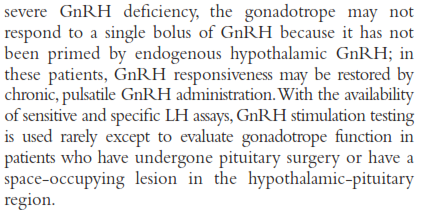 severe GnRH deficiency, the gonadotrope may not
respond to a single bolus of GnRH because it has not
been primed by endogenous hypothalamic GnRH; in
these patients, GnRH responsiveness may be restored by
chronic, pulsatile GnRH administration. With the availability
of sensitive and specific LH assays, GnRH stimulation testing
is used rarely except to evaluate gonadotrope function in
patients who have undergone pituitary surgery or have a
space-occupying lesion in the hypothalamic-pituitary
region.